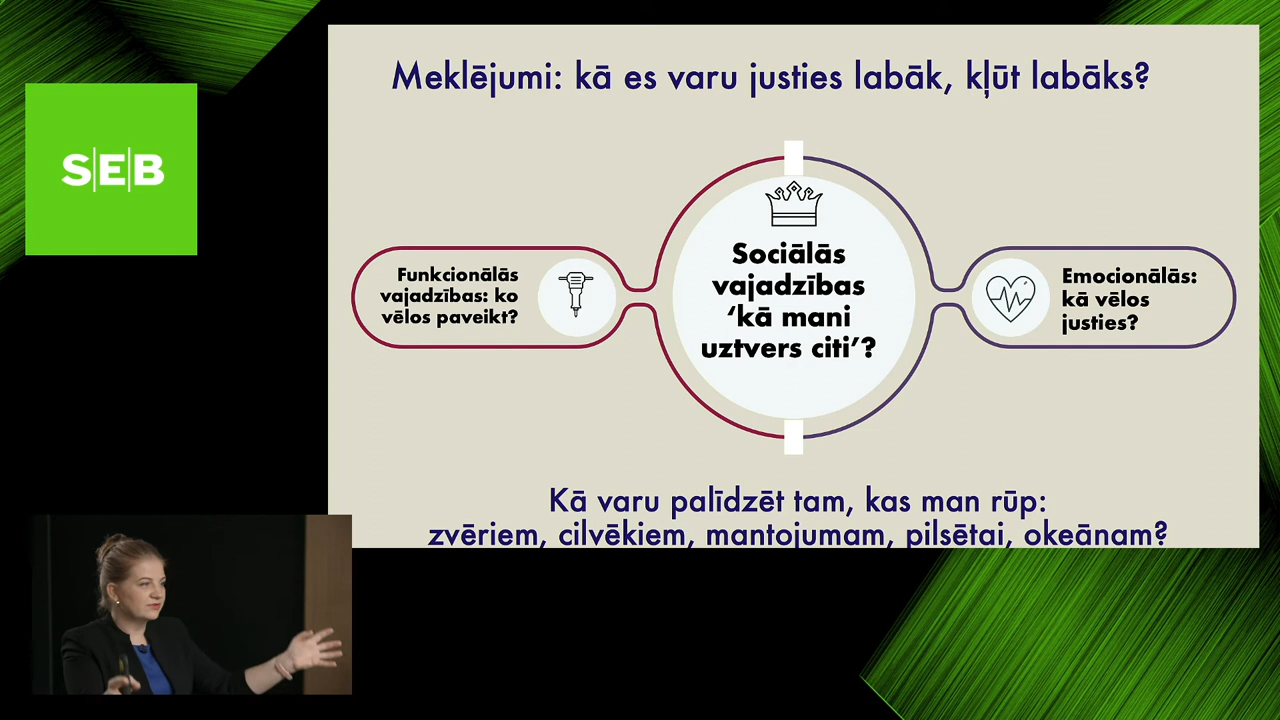 Meklējumi: kā es varu justies labāk, kļūt labāks?
SEB
Funkcionālās
vajadzības: ko
vēlos paveikt?
Sociālās
vajadzības
‘kā mani
uztvers citi’?
Emocionālās:
kā vēlos
justies?
Kā varu palīdzēt tam, kas man rūp:
zvēriem, cilvēkiem, mantojumam, pilsētai, okeānam?